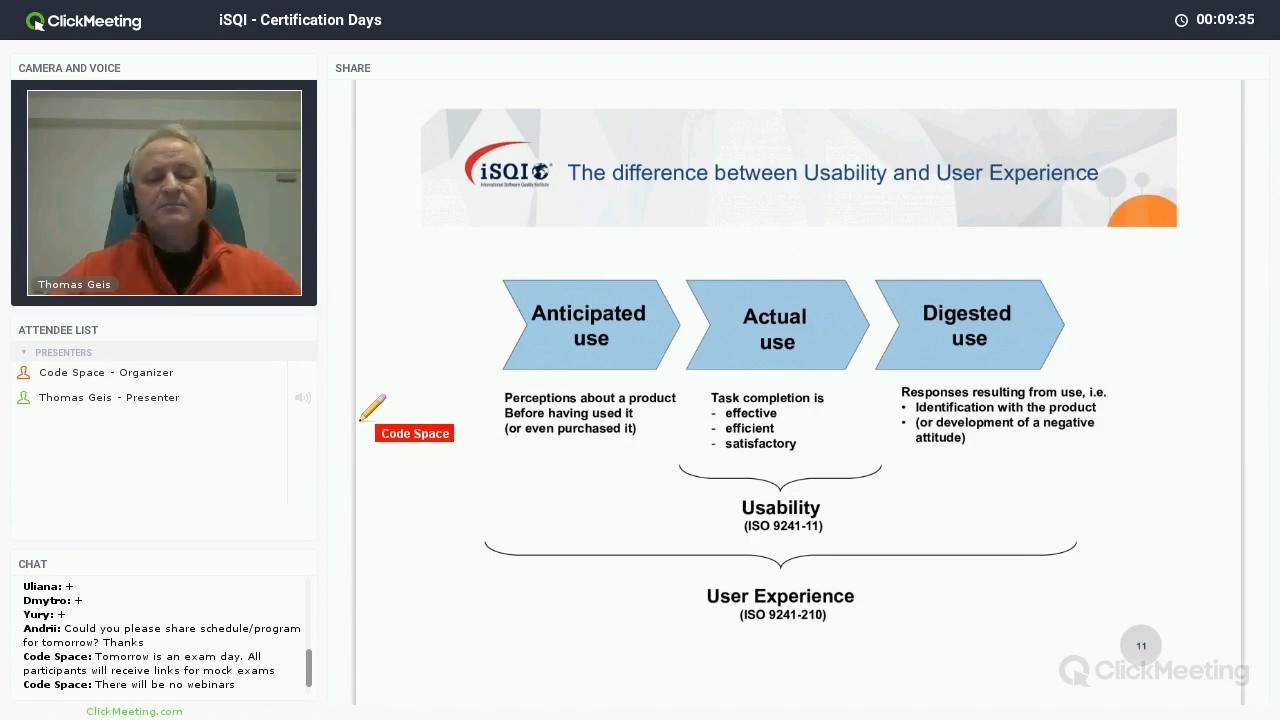 ClickMeeting
iSQI - Certification Days
00:09:35
CAMERA AND VOICE
Thomas Geis
ATTENDEE LIST
PRESENTERS
Code Space - Organizer
Thomas Geis - Presenter
CHAT
Uliana: +
Dmytro: +
Yury: +
Andrii: Could you please share schedule/program
for tomorrow? Thanks
Code Space: Tomorrow is an exam day. All
participants will receive links for mock exams
Code Space: There will be no webinars
ClickMeeting.com
SHARE
iSQI
International Software Quality Institute
The difference between Usability and User Experience
Anticipated
use
Actual
use
Digested
use
Perceptions about a product
Before having used it
(or even purchased it)
Task completion is
- effective
- efficient
- satisfactory
Responses resulting from use, i.e.
• Identification with the product
• (or development of a negative
attitude)
Code Space
Usability
(ISO 9241-11)
User Experience
(ISO 9241-210)
11
ClickMeeting